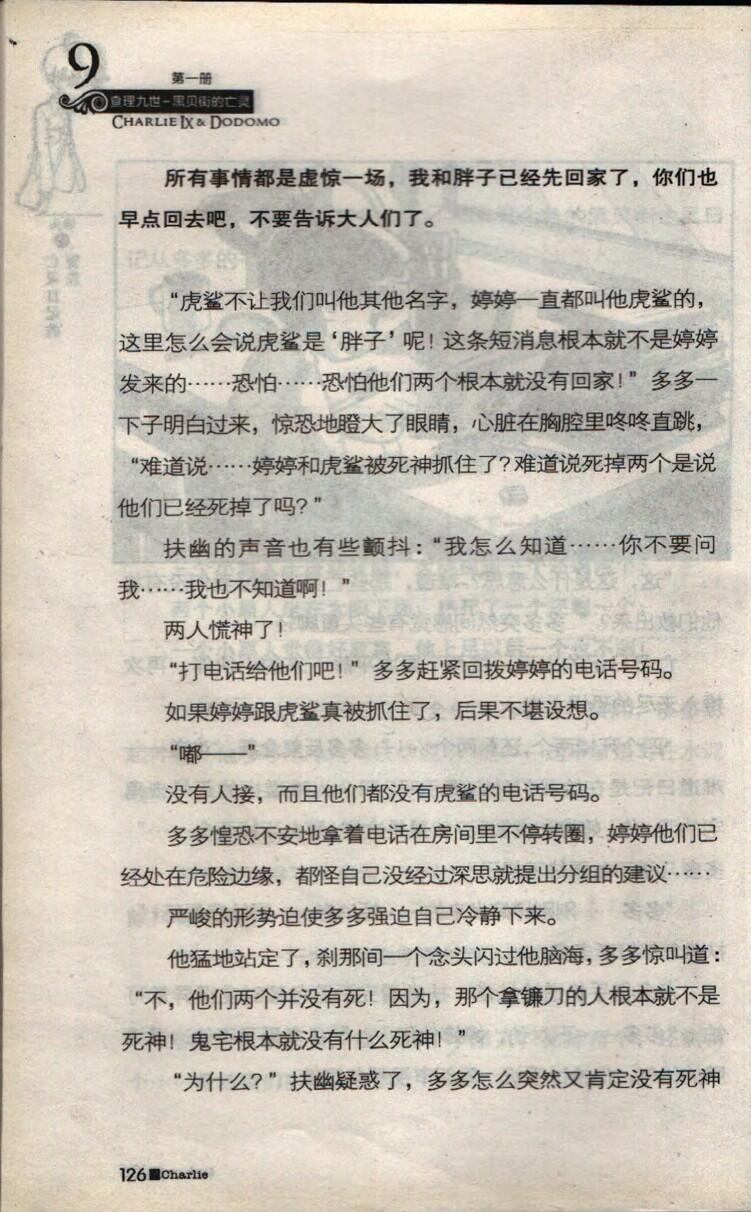 9
第一册
查理九世-黑贝街的亡灵
CHARLIE IX & DODOMO
所有事情都是虚惊一场，我和胖子已经先回家了，你们也
早点回去吧，不要告诉大人们了。
“虎鲨不让我们叫他其他名字，婷婷一直都叫他虎鲨的，
这里怎么会说虎鲨是‘胖子’呢！这条短消息根本就不是婷婷
发来的……恐怕……恐怕他们两个根本就没有回家！”多多一
下子明白过来，惊恐地瞪大了眼睛，心脏在胸腔里咚咚直跳，
“难道说……婷婷和虎鲨被死神抓住了？难道说死掉两个是说
他们已经死掉了吗？”
扶幽的声音也有些颤抖：“我怎么知道……你不要问
我……我也不知道啊！”
两人慌神了！
“打电话给他们吧！”多多赶紧回拨婷婷的电话号码。
如果婷婷跟虎鲨真被抓住了，后果不堪设想。
“嘟——”
没有人接，而且他们都没有虎鲨的电话号码。
多多惶恐不安地拿着电话在房间里不停转圈，婷婷他们已
经处在危险边缘，都怪自己没经过深思就提出分组的建议……
严峻的形势迫使多多强迫自己冷静下来。
他猛地站定了，刹那间一个念头闪过他脑海，多多惊叫道：
“不，他们两个并没有死！因为，那个拿镰刀的人根本就不是
死神！鬼宅根本就没有什么死神！”
“为什么？”扶幽疑惑了，多多怎么突然又肯定没有死神
126 Charlie